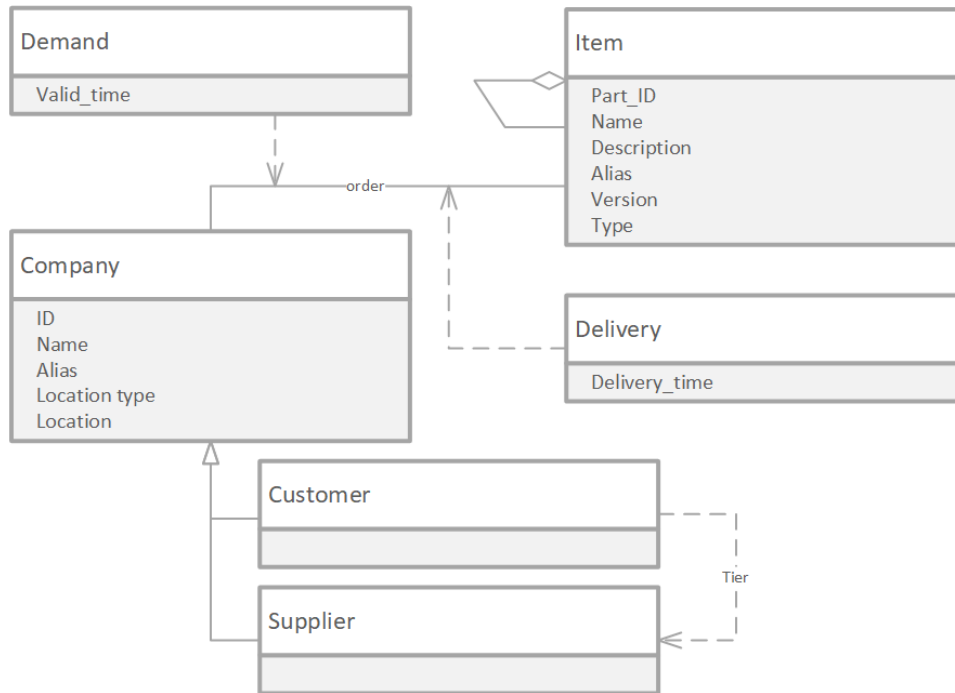 Demand
Valid_time
Item
Part_ID
Name
Description
Alias
Version
Type
order
Company
ID
Name
Alias
Location type
Location
Delivery
Delivery_time
Customer
Tier
Supplier